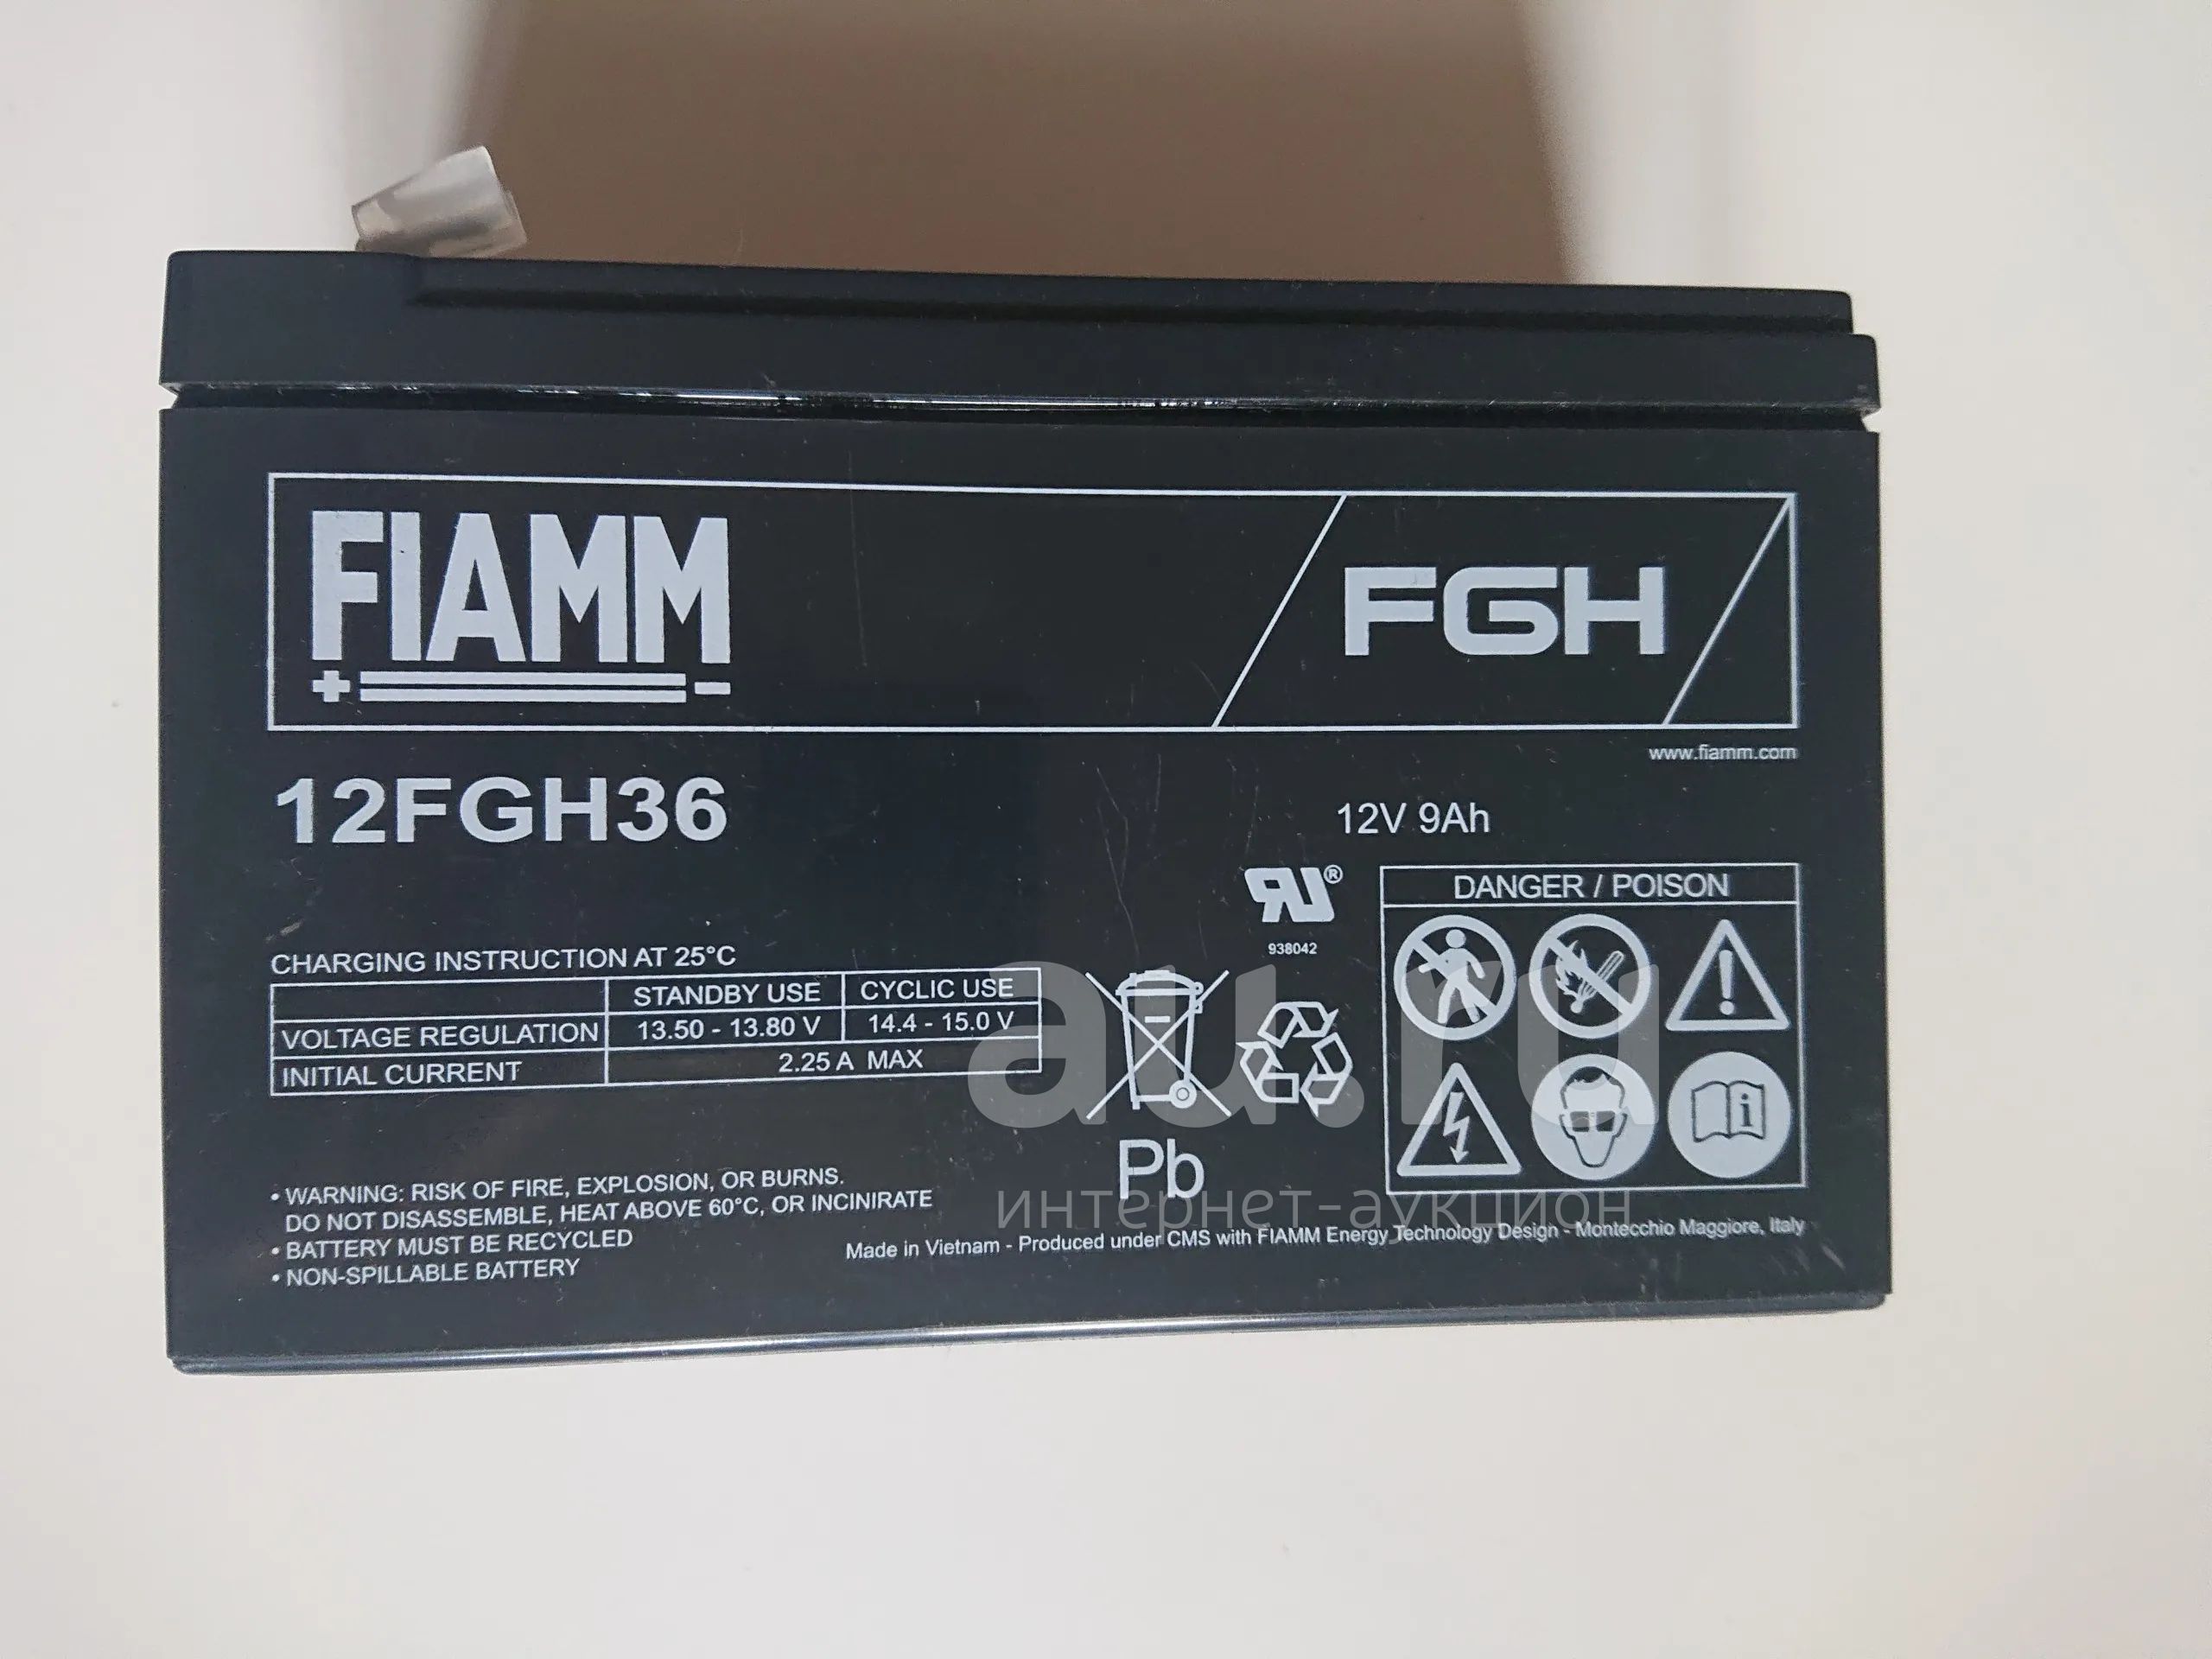 FIAMM
+ -
FGH
www.fiamm.com
12FGH36
12V 9Ah
RU®
938042
DANGER / POISON
CHARGING INSTRUCTION AT 25°C
STANDBY USE CYCLIC USE
VOLTAGE REGULATION 13.50 - 13.80 V 14.4 - 15.0 V
INITIAL CURRENT 2.25 A MAX
au.ru
интернет-аукцион
Pb
• WARNING: RISK OF FIRE, EXPLOSION, OR BURNS.
DO NOT DISASSEMBLE, HEAT ABOVE 60°C, OR INCINIRATE
• BATTERY MUST BE RECYCLED
• NON-SPILLABLE BATTERY
Made in Vietnam - Produced under CMS with FIAMM Energy Technology Design - Montecchio Maggiore, Italy